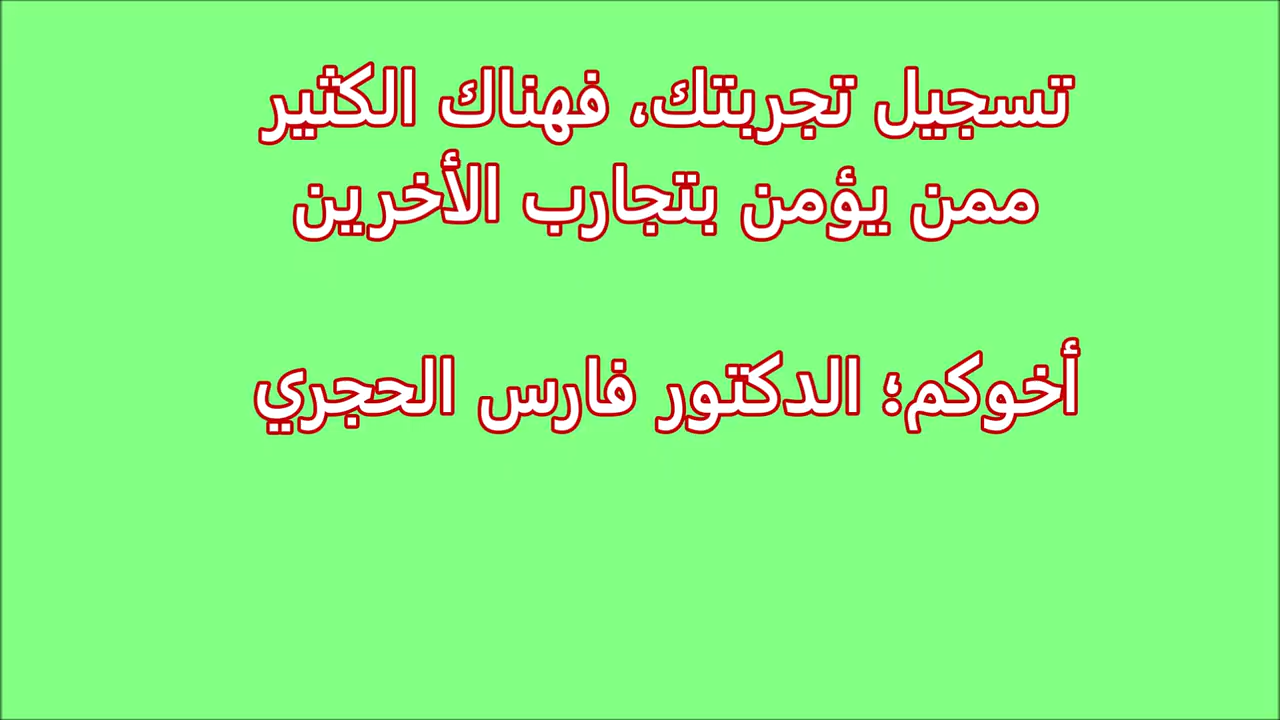 تسجيل تجربتك، فهناك الكثير
ممن يؤمن بتجارب الأخرين
أخوكم؛ الدكتور فارس الحجري